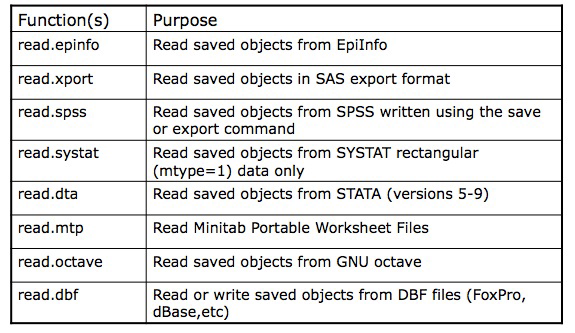 Function(s) Purpose
read.epinfo Read saved objects from EpiInfo
read.xport Read saved objects in SAS export format
read.spss Read saved objects from SPSS written using the save
or export command
read.systat Read saved objects from SYSTAT rectangular
(mtype=1) data only
read.dta Read saved objects from STATA (versions 5-9)
read.mtp Read Minitab Portable Worksheet Files
read.octave Read saved objects from GNU octave
read.dbf Read or write saved objects from DBF files (FoxPro,
dBase,etc)